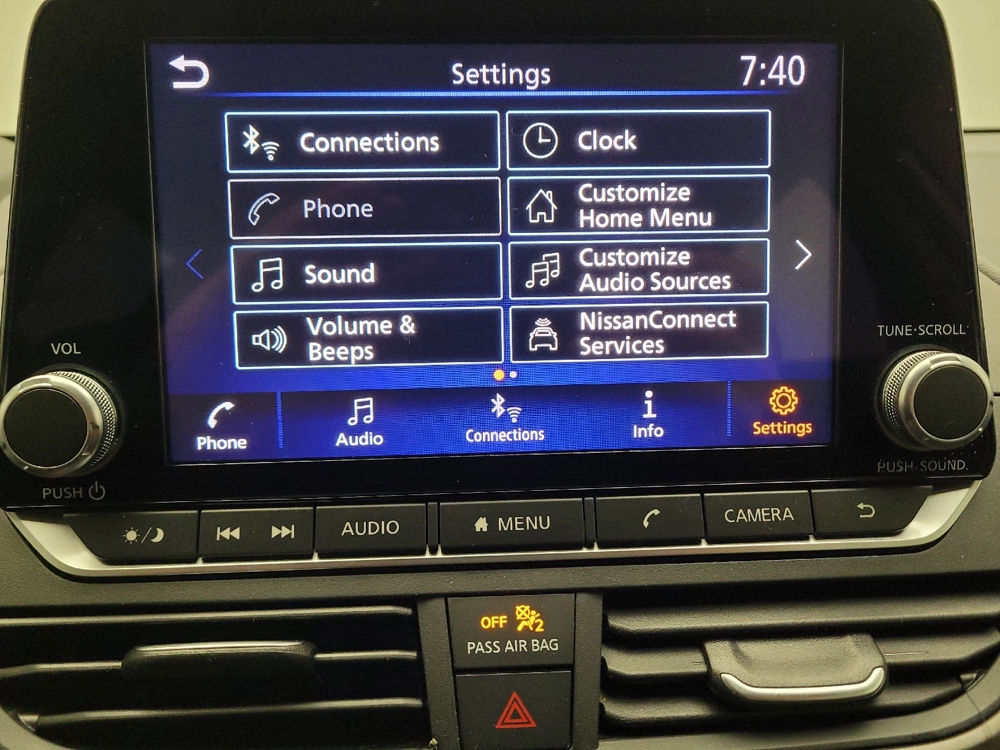 Settings
7:40
Connections
Clock
Phone
Customize
Home Menu
Sound
Customize
Audio Sources
Volume &
Beeps
NissanConnect
Services
Phone
Audio
Connections
Info
Settings
VOL
PUSH
TUNE·SCROLL
PUSH·SOUND
AUDIO
MENU
CAMERA
OFF
2
PASS AIR BAG